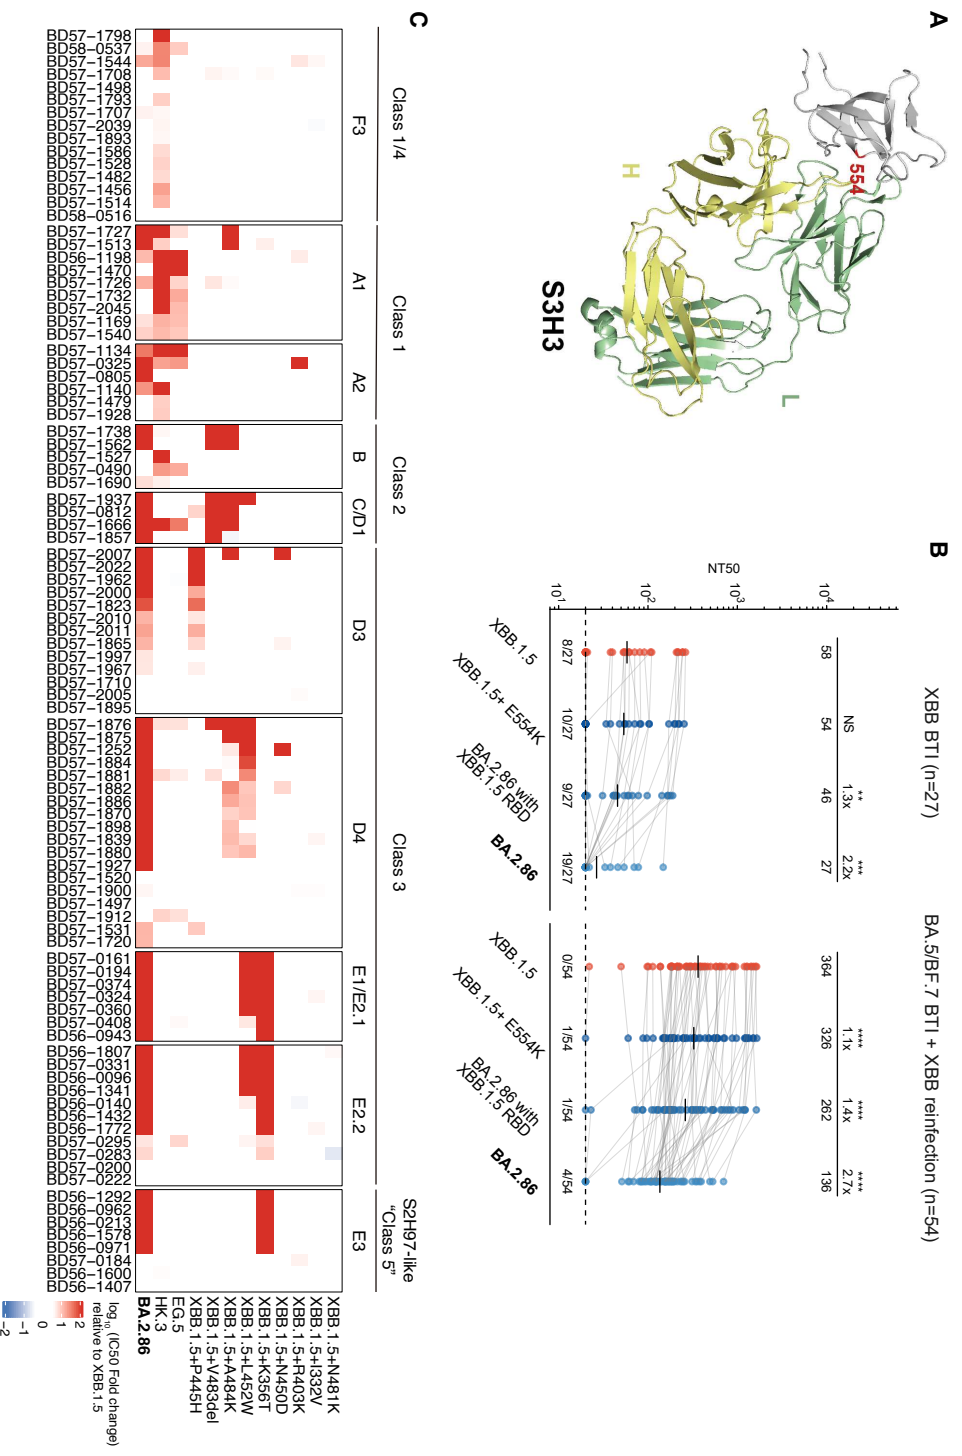 A
554
H
L
S3H3
B
XBB BTI (n=27)
BA.5/BF.7 BTI + XBB reinfection (n=54)
NS
**
***
****
****
****
1.3x
2.2x
1.1x
1.4x
2.7x
58
54
46
27
364
326
262
136
NT50
10⁴
10³
10²
10¹
8/27
10/27
9/27
19/27
0/54
1/54
1/54
4/54
XBB.1.5
XBB.1.5+ E554K
BA.2.86 with
XBB.1.5 RBD
BA.2.86
XBB.1.5
XBB.1.5+ E554K
BA.2.86 with
XBB.1.5 RBD
BA.2.86
C
Class 1/4
Class 1
Class 2
Class 3
S2H97-like
“Class 5”
F3
A1
A2
B
C/D1
D3
D4
E1/E2.1
E2.2
E3
XBB.1.5+N481K
XBB.1.5+I332V
XBB.1.5+R403K
XBB.1.5+N450D
XBB.1.5+K356T
XBB.1.5+L452W
XBB.1.5+A484K
XBB.1.5+V483del
XBB.1.5+P445H
EG.5
HK.3
BA.2.86
BD57−1798
BD58−0537
BD57−1544
BD57−1708
BD57−1498
BD57−1793
BD57−1707
BD57−2039
BD57−1893
BD57−1586
BD57−1528
BD57−1482
BD57−1456
BD57−1514
BD58−0516
BD57−1727
BD57−1513
BD56−1198
BD57−1470
BD57−1726
BD57−1732
BD57−2045
BD57−1169
BD57−1540
BD57−1134
BD57−0325
BD57−0805
BD57−1140
BD57−1479
BD57−1928
BD57−1738
BD57−1562
BD57−1527
BD57−0490
BD57−1690
BD57−1937
BD57−0812
BD57−1666
BD57−1857
BD57−2007
BD57−2022
BD57−1962
BD57−2000
BD57−1823
BD57−2010
BD57−2011
BD57−1865
BD57−1997
BD57−1967
BD57−1710
BD57−2005
BD57−1895
BD57−1876
BD57−1875
BD57−1252
BD57−1884
BD57−1881
BD57−1882
BD57−1886
BD57−1870
BD57−1898
BD57−1839
BD57−1880
BD57−1927
BD57−1520
BD57−1900
BD57−1497
BD57−1912
BD57−1531
BD57−1720
BD57−0161
BD57−0194
BD57−0374
BD57−0324
BD57−0360
BD57−0408
BD56−0943
BD56−1807
BD57−0331
BD56−0096
BD56−1341
BD56−0140
BD56−1432
BD56−1772
BD57−0295
BD57−0283
BD57−0200
BD57−0222
BD56−1292
BD56−0962
BD56−0213
BD56−1578
BD56−0971
BD57−0184
BD56−1600
BD56−1407
log₁₀ (IC50 Fold change)
relative to XBB.1.5
2
1
0
−1
−2